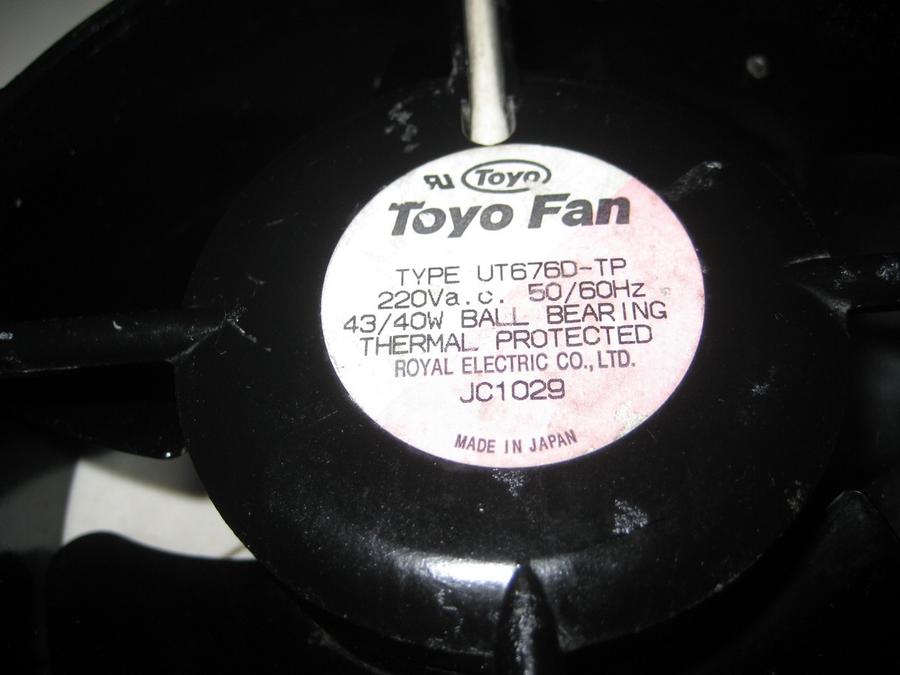 Toyo
Toyo Fan
TYPE UT676D-TP
220Va.c. 50/60Hz
43/40W BALL BEARING
THERMAL PROTECTED
ROYAL ELECTRIC CO., LTD.
JC1029
MADE IN JAPAN